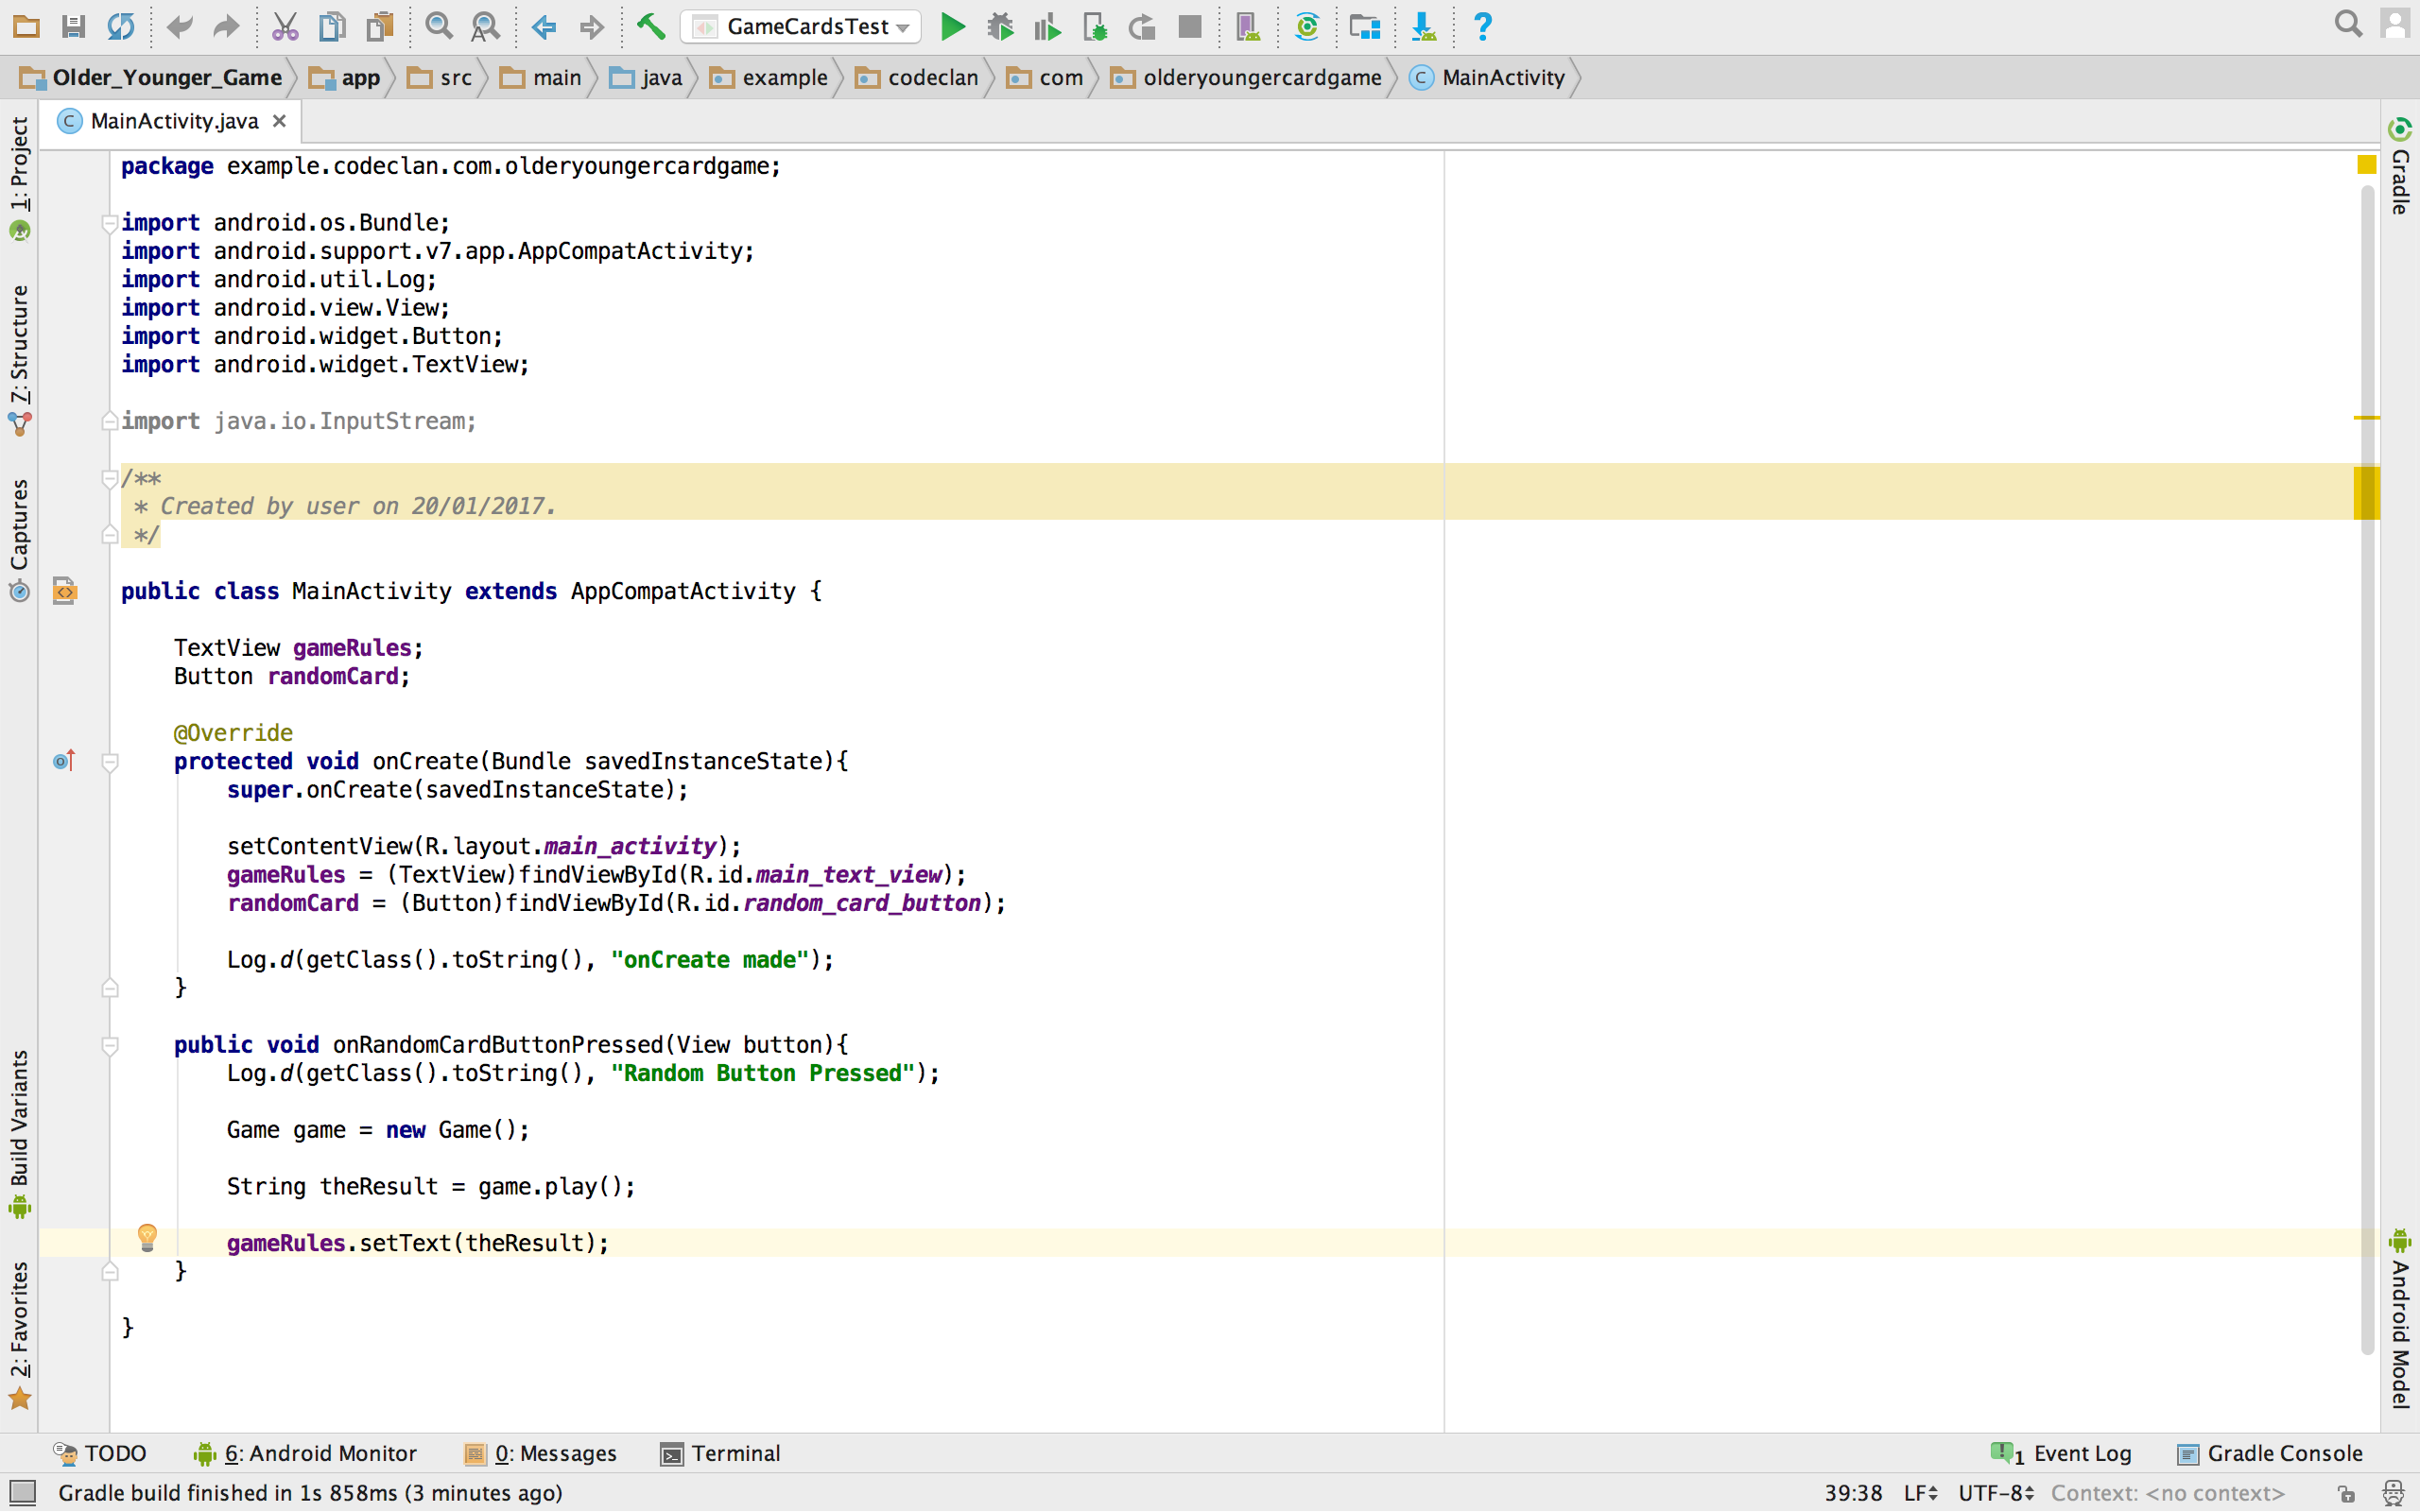 GameCardsTest
Older_Younger_Game app src main java example codeclan com olderyoungercardgame MainActivity
MainActivity.java
1: Project
7: Structure
Captures
Build Variants
2: Favorites
package example.codeclan.com.olderyoungercardgame;
import android.os.Bundle;
import android.support.v7.app.AppCompatActivity;
import android.util.Log;
import android.view.View;
import android.widget.Button;
import android.widget.TextView;
import java.io.InputStream;
/**
* Created by user on 20/01/2017.
*/
public class MainActivity extends AppCompatActivity {
TextView gameRules;
Button randomCard;
@Override
protected void onCreate(Bundle savedInstanceState){
super.onCreate(savedInstanceState);
setContentView(R.layout.main_activity);
gameRules = (TextView)findViewById(R.id.main_text_view);
randomCard = (Button)findViewById(R.id.random_card_button);
Log.d(getClass().toString(), "onCreate made");
}
public void onRandomCardButtonPressed(View button){
Log.d(getClass().toString(), "Random Button Pressed");
Game game = new Game();
String theResult = game.play();
gameRules.setText(theResult);
}
}
Gradle
Android Model
TODO 6: Android Monitor 0: Messages Terminal 1 Event Log Gradle Console
Gradle build finished in 1s 858ms (3 minutes ago) 39:38 LF UTF-8 Context: <no context>